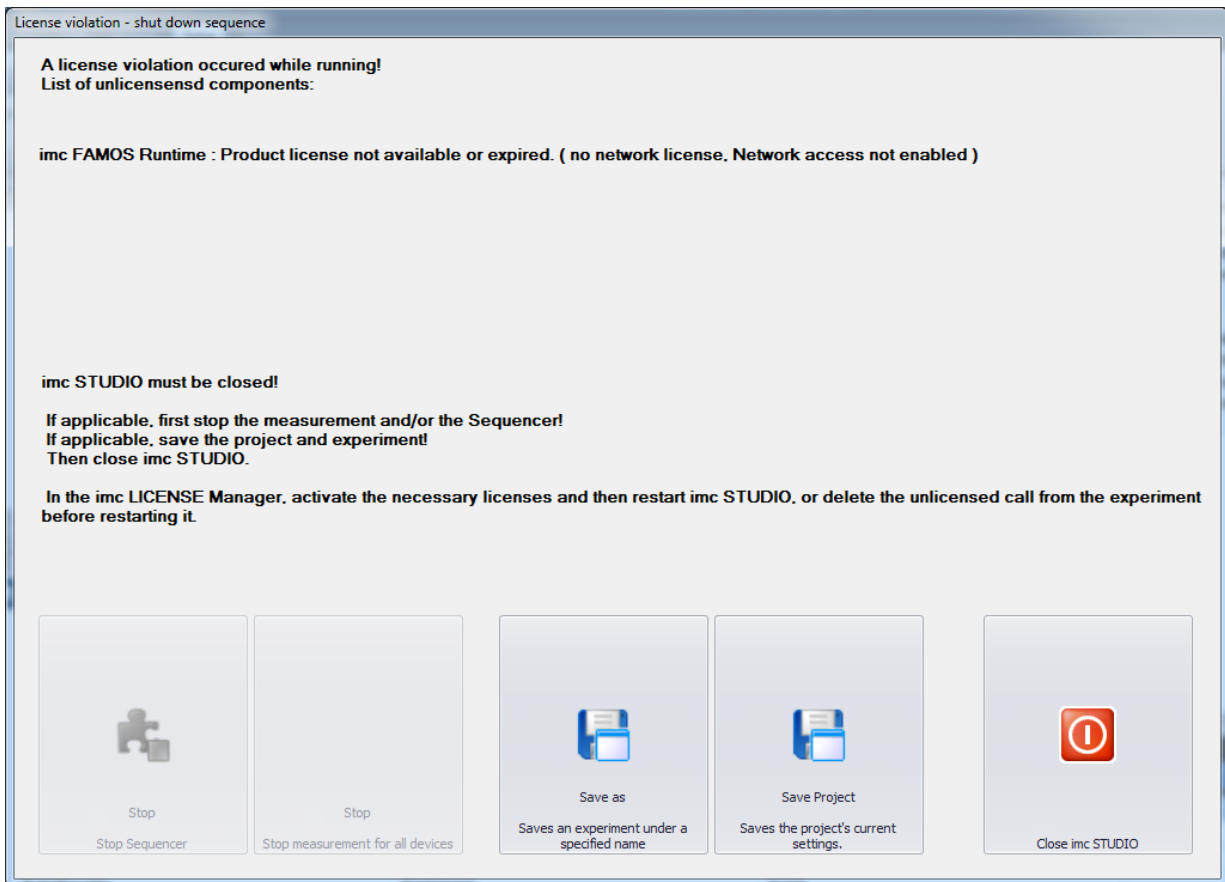 License violation - shut down sequence
A license violation occured while running!
List of unlicensensd components:
imc FAMOS Runtime : Product license not available or expired. ( no network license, Network access not enabled )
imc STUDIO must be closed!
If applicable, first stop the measurement and/or the Sequencer!
If applicable, save the project and experiment!
Then close imc STUDIO.
In the imc LICENSE Manager, activate the necessary licenses and then restart imc STUDIO, or delete the unlicensed call from the experiment
before restarting it.
Stop
Stop Sequencer
Stop
Stop measurement for all devices
Save as
Saves an experiment under a
specified name
Save Project
Saves the project's current
settings.
Close imc STUDIO